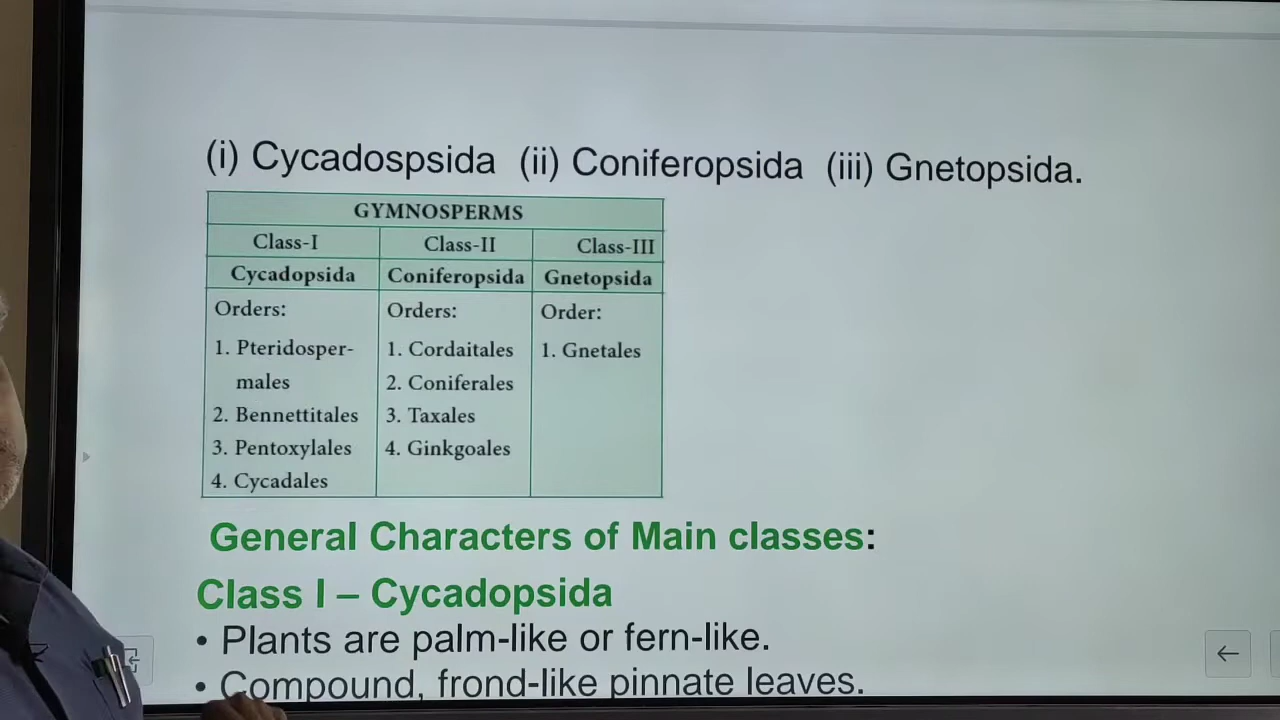 (i) Cycadospsida (ii) Coniferopsida (iii) Gnetopsida.
GYMNOSPERMS
Class-I Class-II Class-III
Cycadopsida Coniferopsida Gnetopsida
Orders: Orders: Order:
1. Pteridosper- 1. Cordaitales 1. Gnetales
males 2. Coniferales
2. Bennettitales 3. Taxales
3. Pentoxylales 4. Ginkgoales
4. Cycadales
General Characters of Main classes:
Class I – Cycadopsida
• Plants are palm-like or fern-like.
• Compound, frond-like pinnate leaves.